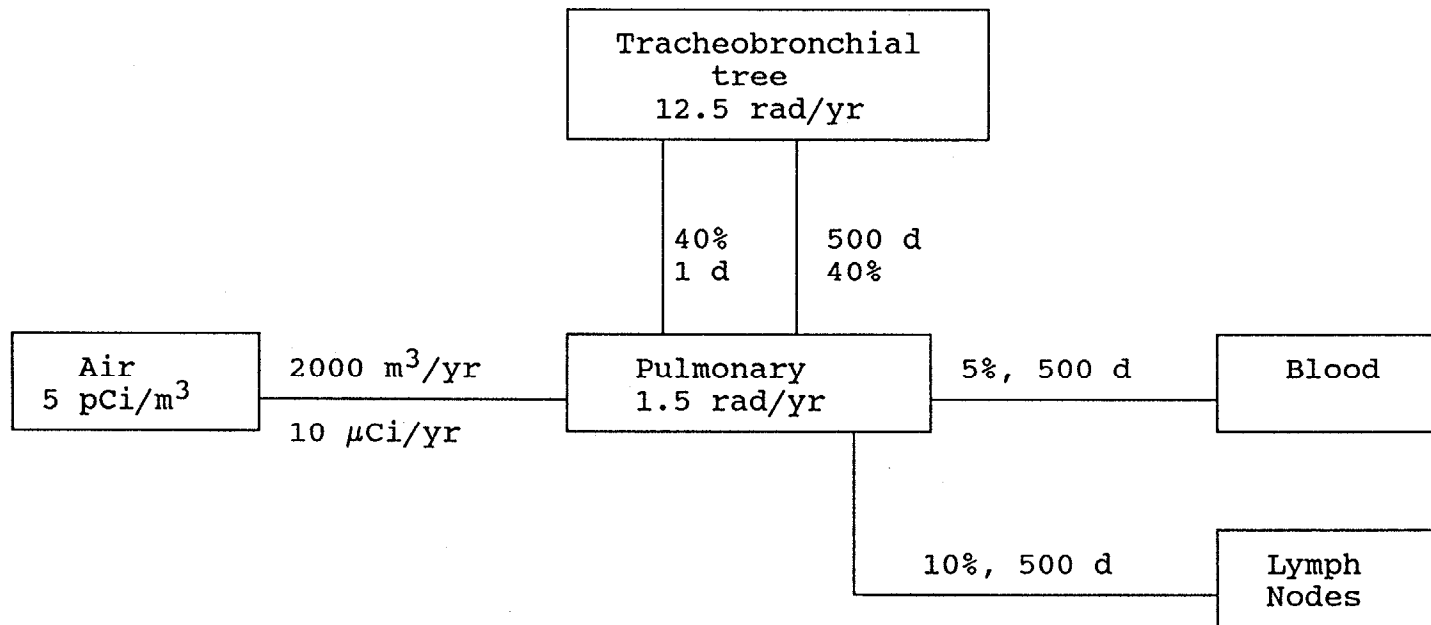 Tracheobronchial
tree
12.5 rad/yr
40%
1 d
500 d
40%
Air
5 pCi/m³
2000 m³/yr
10 μCi/yr
Pulmonary
1.5 rad/yr
5%, 500 d
Blood
10%, 500 d
Lymph
Nodes